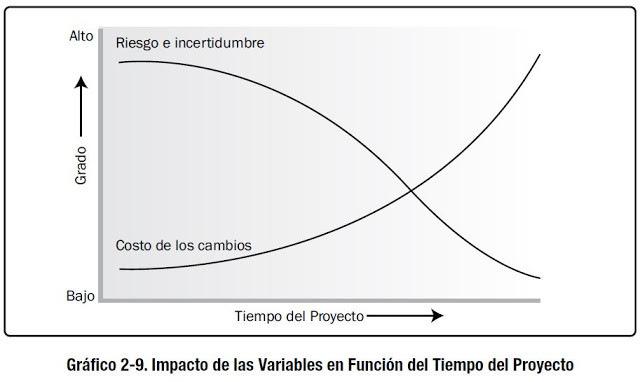 Alto
Riesgo e incertidumbre
Grado
Costo de los cambios
Bajo
Tiempo del Proyecto
Gráfico 2-9. Impacto de las Variables en Función del Tiempo del Proyecto